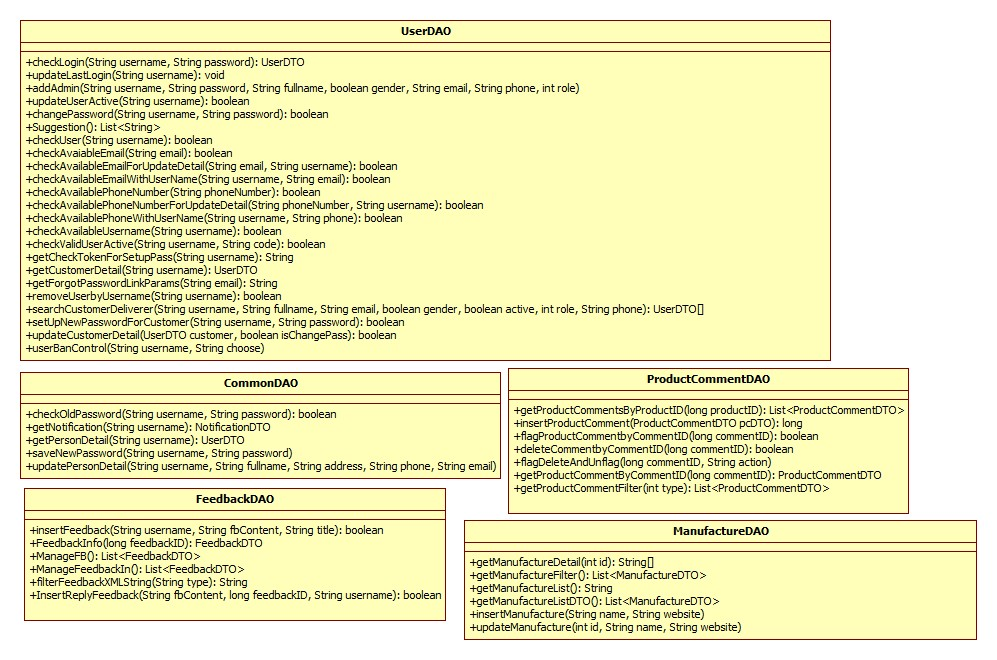 UserDAO
+checkLogin(String username, String password): UserDTO
+updateLastLogin(String username): void
+addAdmin(String username, String password, String fullname, boolean gender, String email, String phone, int role)
+updateUserActive(String username): boolean
+changePassword(String username, String password): boolean
+Suggestion(): List<String>
+checkUser(String username): boolean
+checkAvaiableEmail(String email): boolean
+checkAvailableEmailForUpdateDetail(String email, String username): boolean
+checkAvailableEmailWithUserName(String username, String email): boolean
+checkAvailablePhoneNumber(String phoneNumber): boolean
+checkAvailablePhoneNumberForUpdateDetail(String phoneNumber, String username): boolean
+checkAvailablePhoneWithUserName(String username, String phone): boolean
+checkAvailableUsername(String username): boolean
+checkValidUserActive(String username, String code): boolean
+getCheckTokenForSetupPass(String username): String
+getCustomerDetail(String username): UserDTO
+getForgotPasswordLinkParams(String email): String
+removeUserbyUsername(String username): boolean
+searchCustomerDeliverer(String username, String fullname, String email, boolean gender, boolean active, int role, String phone): UserDTO[]
+setUpNewPasswordForCustomer(String username, String password): boolean
+updateCustomerDetail(UserDTO customer, boolean isChangePass): boolean
+userBanControl(String username, String choose)
CommonDAO
+checkOldPassword(String username, String password): boolean
+getNotification(String username): NotificationDTO
+getPersonDetail(String username): UserDTO
+saveNewPassword(String username, String password)
+updatePersonDetail(String username, String fullname, String address, String phone, String email)
ProductCommentDAO
+getProductCommentsByProductID(long productID): List<ProductCommentDTO>
+insertProductComment(ProductCommentDTO pcDTO): long
+flagProductCommentbyCommentID(long commentID): boolean
+deleteCommentbyCommentID(long commentID): boolean
+flagDeleteAndUnflag(long commentID, String action)
+getProductCommentByCommentID(long commentID): ProductCommentDTO
+getProductCommentFilter(int type): List<ProductCommentDTO>
FeedbackDAO
+insertFeedback(String username, String fbContent, String title): boolean
+FeedbackInfo(long feedbackID): FeedbackDTO
+ManageFB(): List<FeedbackDTO>
+ManageFeedbackIn(): List<FeedbackDTO>
+filterFeedbackXMLString(String type): String
+InsertReplyFeedback(String fbContent, long feedbackID, String username): boolean
ManufactureDAO
+getManufactureDetail(int id): String[]
+getManufactureFilter(): List<ManufactureDTO>
+getManufactureList(): String
+getManufactureListDTO(): List<ManufactureDTO>
+insertManufacture(String name, String website)
+updateManufacture(int id, String name, String website)